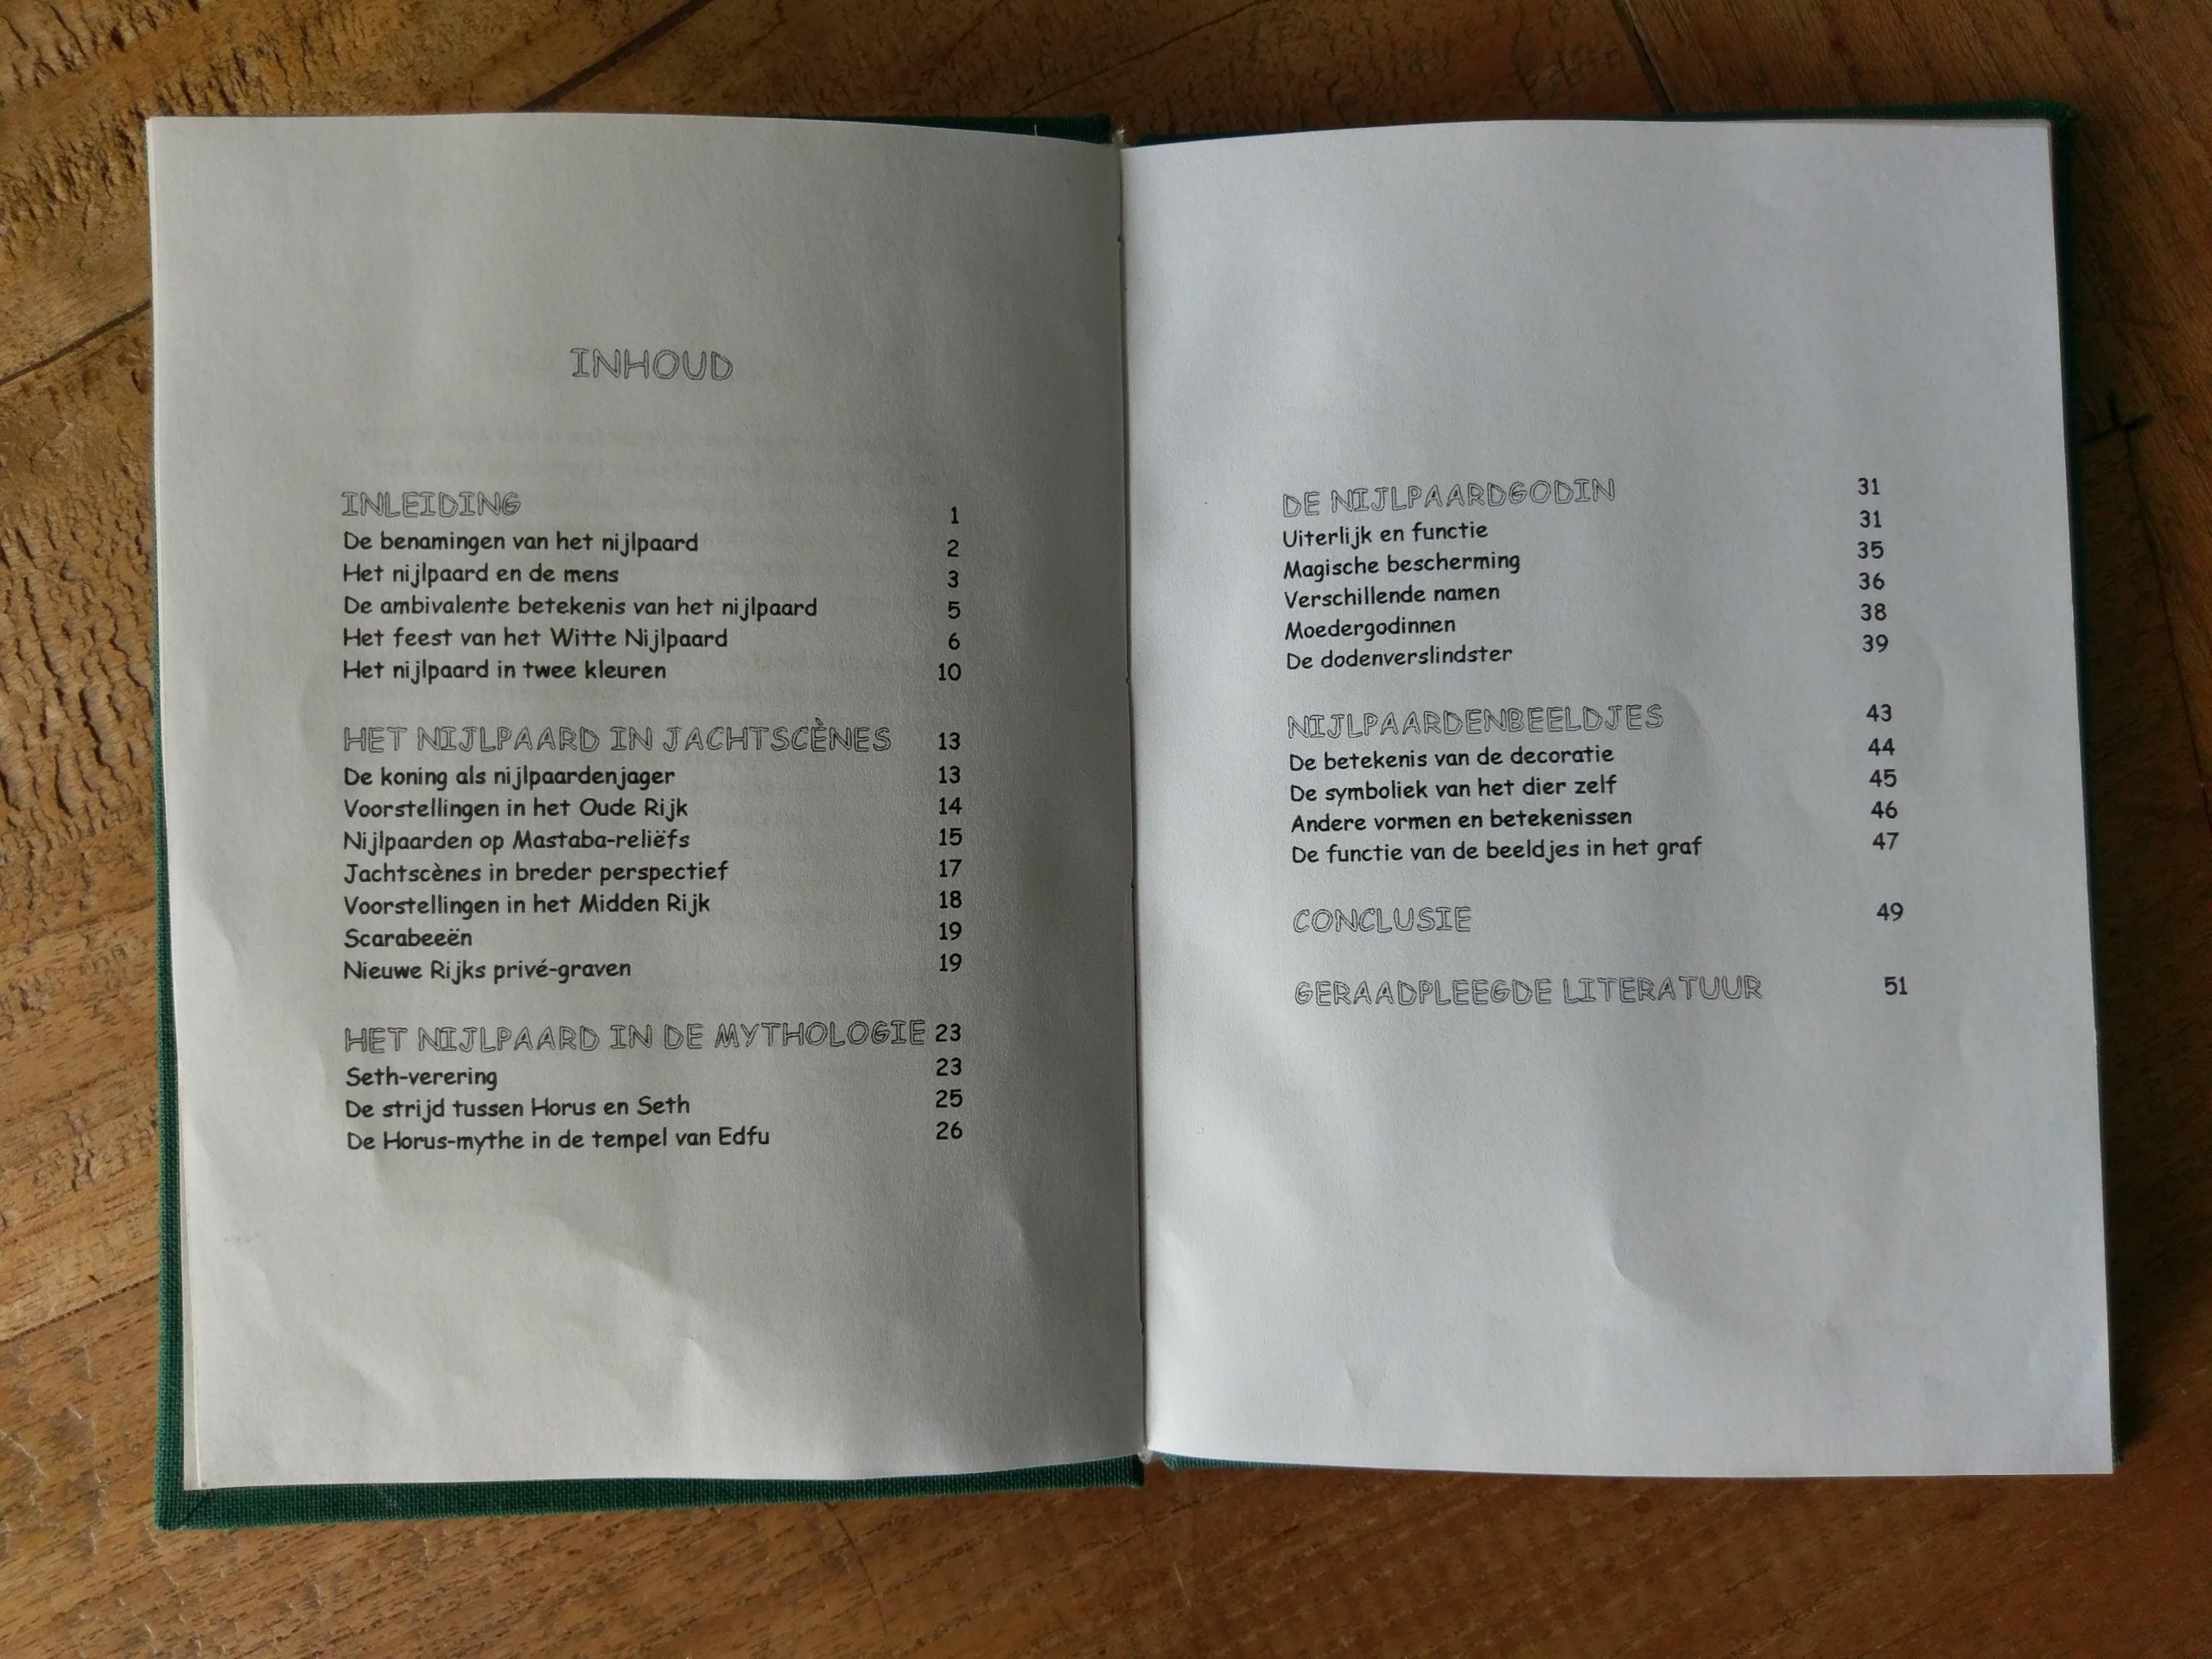 INHOUD
INLEIDING 1
De benamingen van het nijlpaard 2
Het nijlpaard en de mens 3
De ambivalente betekenis van het nijlpaard 5
Het feest van het Witte Nijlpaard 6
Het nijlpaard in twee kleuren 10
HET NIJLPAARD IN JACHTSCÈNES 13
De koning als nijlpaardenjager 13
Voorstellingen in het Oude Rijk 14
Nijlpaarden op Mastaba-reliëfs 15
Jachtscènes in breder perspectief 17
Voorstellingen in het Midden Rijk 18
Scarabeeën 19
Nieuwe Rijks privé-graven 19
HET NIJLPAARD IN DE MYTHOLOGIE 23
Seth-verering 23
De strijd tussen Horus en Seth 25
De Horus-mythe in de tempel van Edfu 26
DE NIJLPAARDGODIN 31
Uiterlijk en functie 31
Magische bescherming 35
Verschillende namen 36
Moedergodinnen 38
De dodenverslindster 39
NIJLPAARDENBEELDJES 43
De betekenis van de decoratie 44
De symboliek van het dier zelf 45
Andere vormen en betekenissen 46
De functie van de beeldjes in het graf 47
CONCLUSIE 49
GERAADPLEEGDE LITERATUUR 51